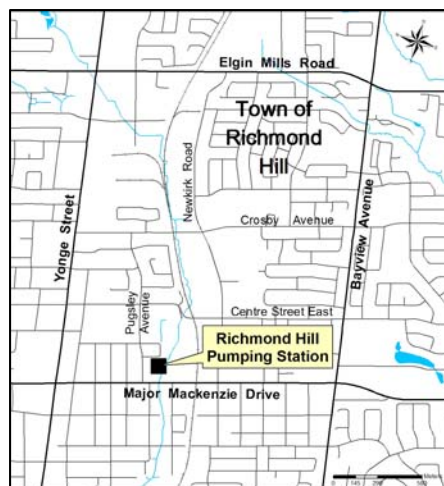 Elgin Mills Road
Town of
Richmond
Hill
Newkirk Road
Bayview Avenue
Yonge Street
Crosby Avenue
Pugsley
Avenue
Centre Street East
Richmond Hill
Pumping Station
Major Mackenzie Drive